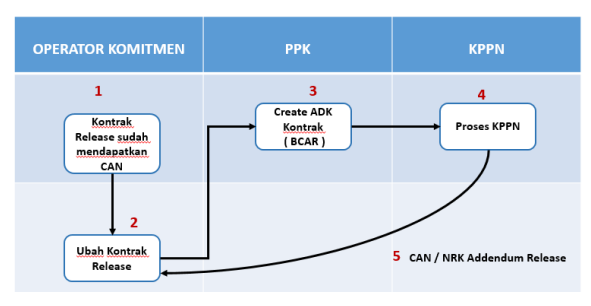 OPERATOR KOMITMEN
PPK
KPPN
1
3
4
Kontrak
Release sudah
mendapatkan
CAN
Create ADK
Kontrak
( BCAR )
Proses KPPN
2
Ubah Kontrak
Release
5 CAN / NRK Addendum Release